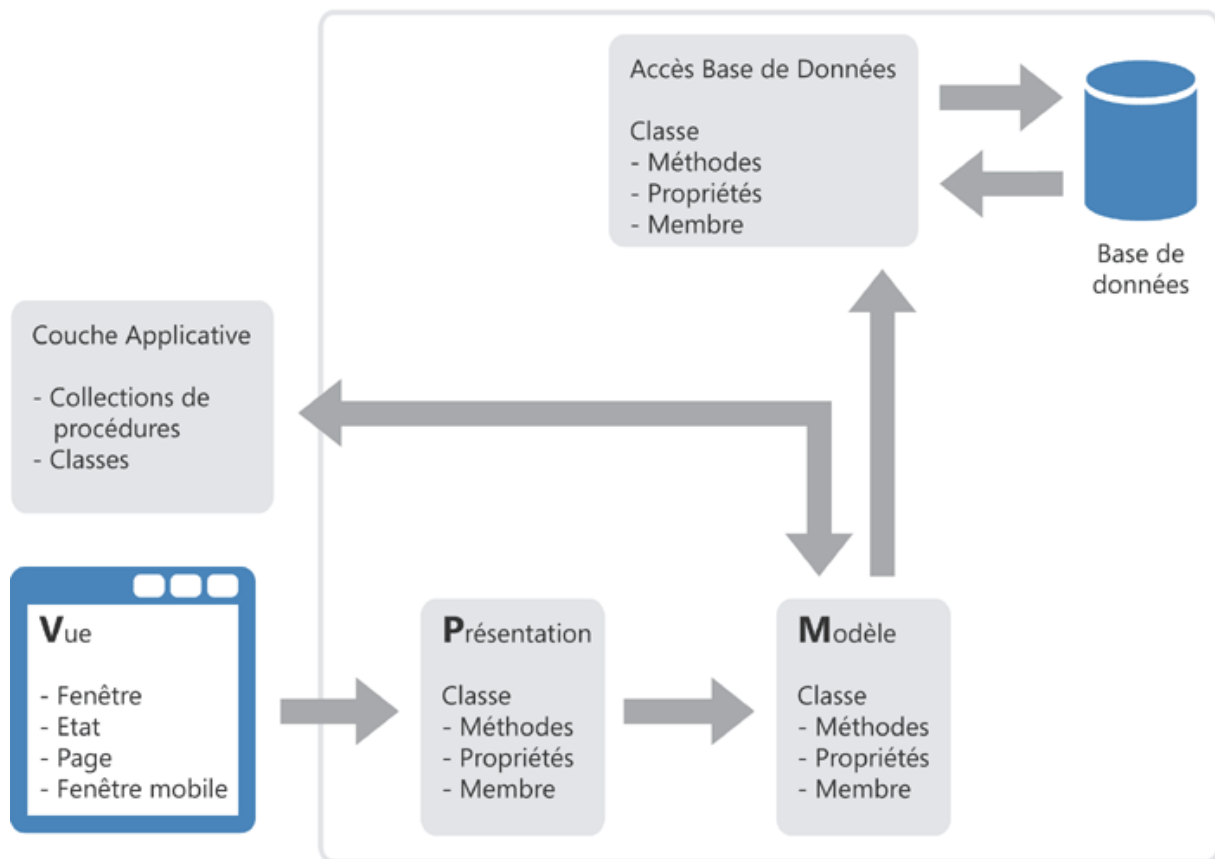 Accès Base de Données
Classe
- Méthodes
- Propriétés
- Membre
Base de
données
Couche Applicative
- Collections de
procédures
- Classes
Vue
- Fenêtre
- Etat
- Page
- Fenêtre mobile
Présentation
Classe
- Méthodes
- Propriétés
- Membre
Modèle
Classe
- Méthodes
- Propriétés
- Membre